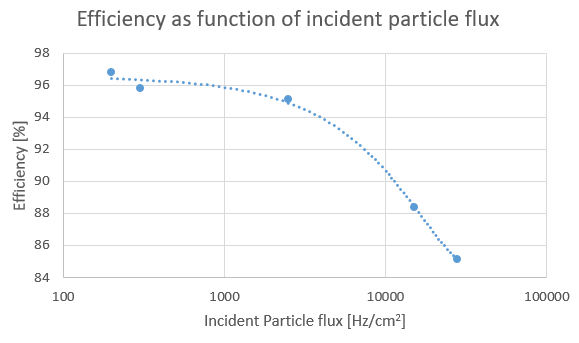 Efficiency as function of incident particle flux
98
96
94
92
90
88
86
84
Efficiency [%]
100 1000 10000 100000
Incident Particle flux [Hz/cm²]